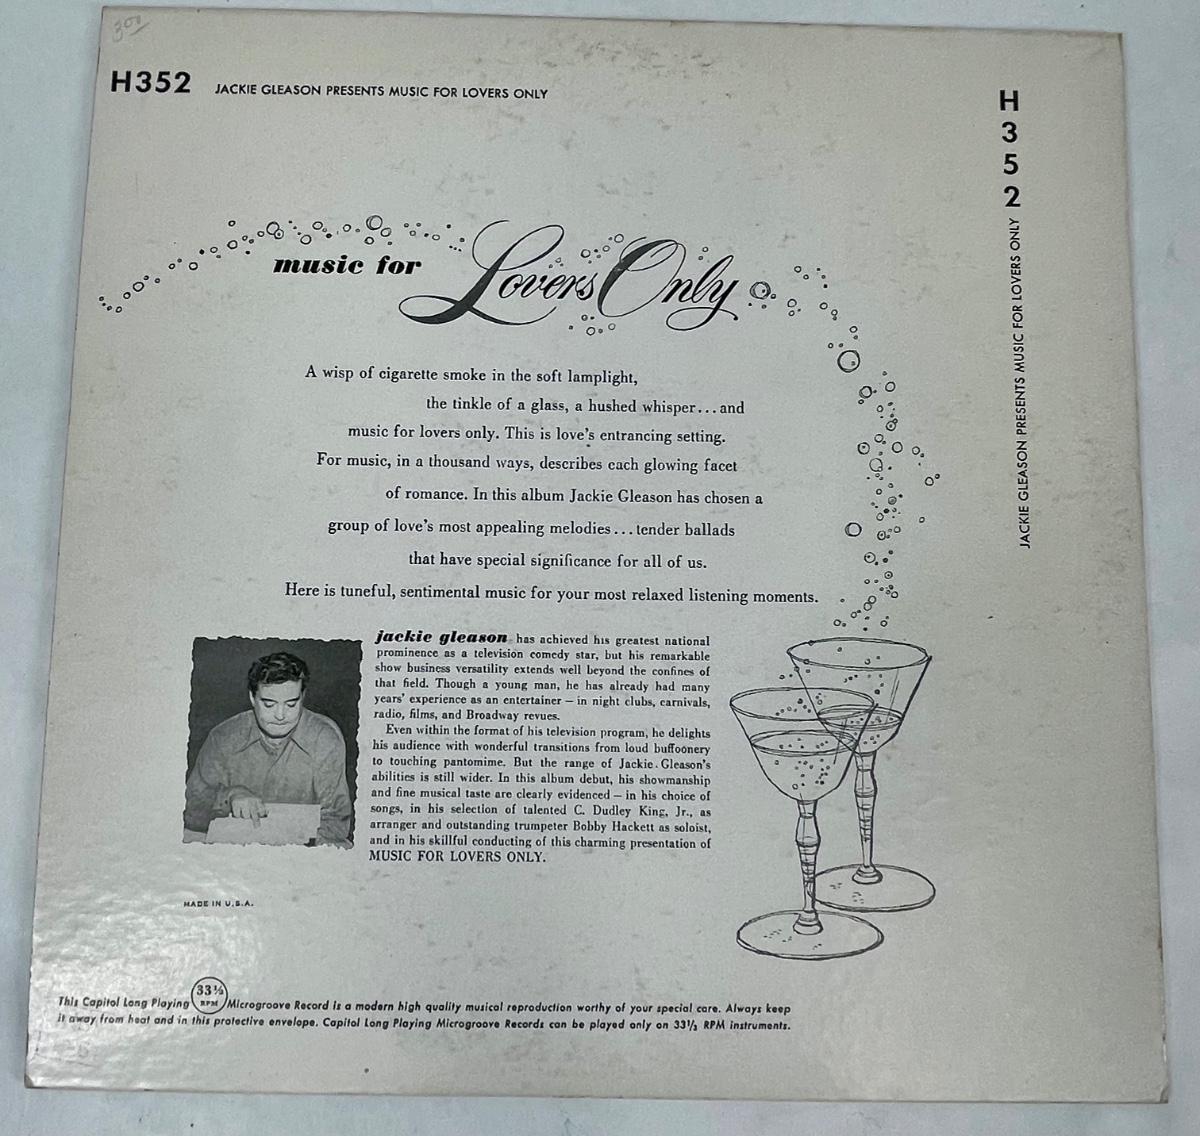 3⁰⁰
H352 JACKIE GLEASON PRESENTS MUSIC FOR LOVERS ONLY
H
3
5
2
JACKIE GLEASON PRESENTS MUSIC FOR LOVERS ONLY
music for Lovers Only
A wisp of cigarette smoke in the soft lamplight,
the tinkle of a glass, a hushed whisper...and
music for lovers only. This is love's entrancing setting.
For music, in a thousand ways, describes each glowing facet
of romance. In this album Jackie Gleason has chosen a
group of love's most appealing melodies...tender ballads
that have special significance for all of us.
Here is tuneful, sentimental music for your most relaxed listening moments.
jackie gleason has achieved his greatest national
prominence as a television comedy star, but his remarkable
show business versatility extends well beyond the confines of
that field. Though a young man, he has already had many
years' experience as an entertainer – in night clubs, carnivals,
radio, films, and Broadway revues.
Even within the format of his television program, he delights
his audience with wonderful transitions from loud buffoonery
to touching pantomime. But the range of Jackie Gleason's
abilities is still wider. In this album debut, his showmanship
and fine musical taste are clearly evidenced – in his choice of
songs, in his selection of talented C. Dudley King, Jr., as
arranger and outstanding trumpeter Bobby Hackett as soloist,
and in his skillful conducting of this charming presentation of
MUSIC FOR LOVERS ONLY.
MADE IN U.S.A.
This Capitol Long Playing 33⅓ RPM Microgroove Record is a modern high quality musical reproduction worthy of your special care. Always keep
it away from heat and in this protective envelope. Capitol Long Playing Microgroove Records can be played only on 33⅓ RPM instruments.